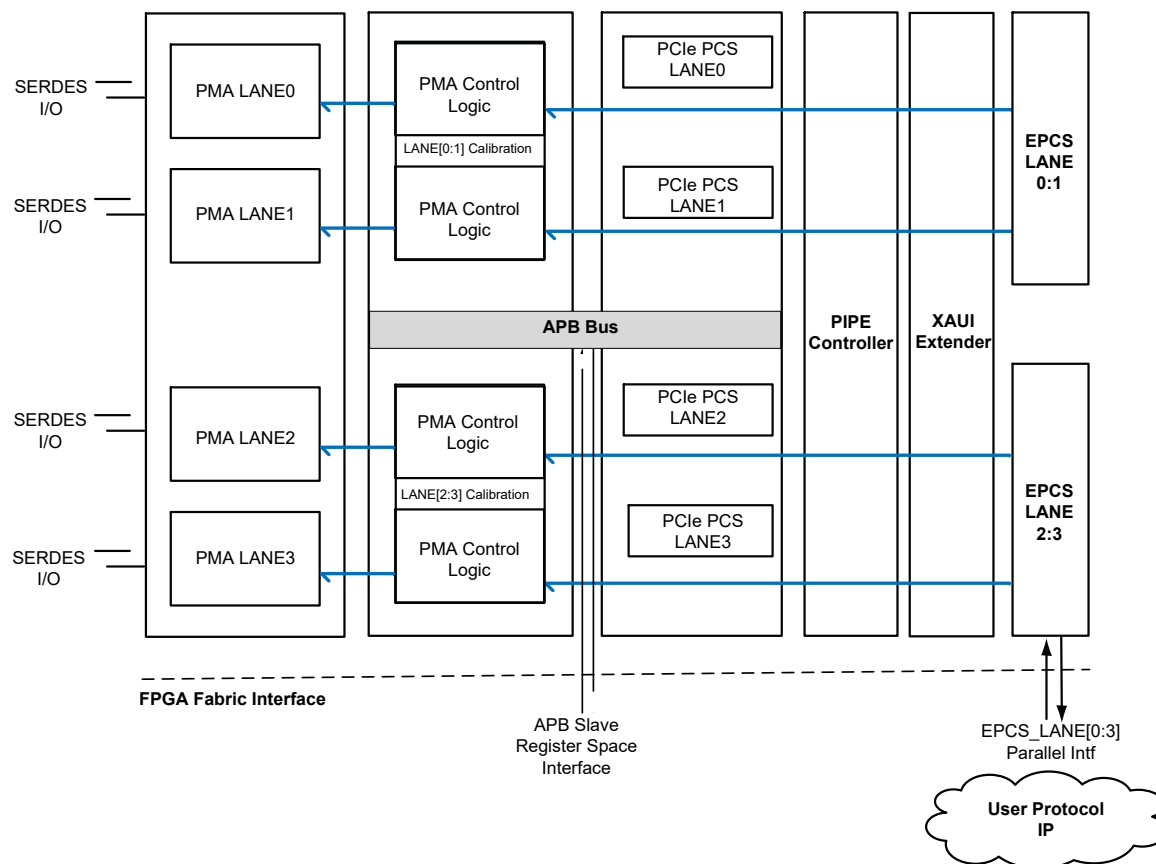 SERDES
I/O
PMA LANE0
PMA Control
Logic
PCIe PCS
LANE0
LANE[0:1] Calibration
EPCS
LANE
0:1
SERDES
I/O
PMA LANE1
PMA Control
Logic
PCIe PCS
LANE1
APB Bus
PIPE
Controller
XAUI
Extender
SERDES
I/O
PMA LANE2
PMA Control
Logic
PCIe PCS
LANE2
LANE[2:3] Calibration
EPCS
LANE
2:3
SERDES
I/O
PMA LANE3
PMA Control
Logic
PCIe PCS
LANE3
FPGA Fabric Interface
APB Slave
Register Space
Interface
EPCS_LANE[0:3]
Parallel Intf
User Protocol
IP